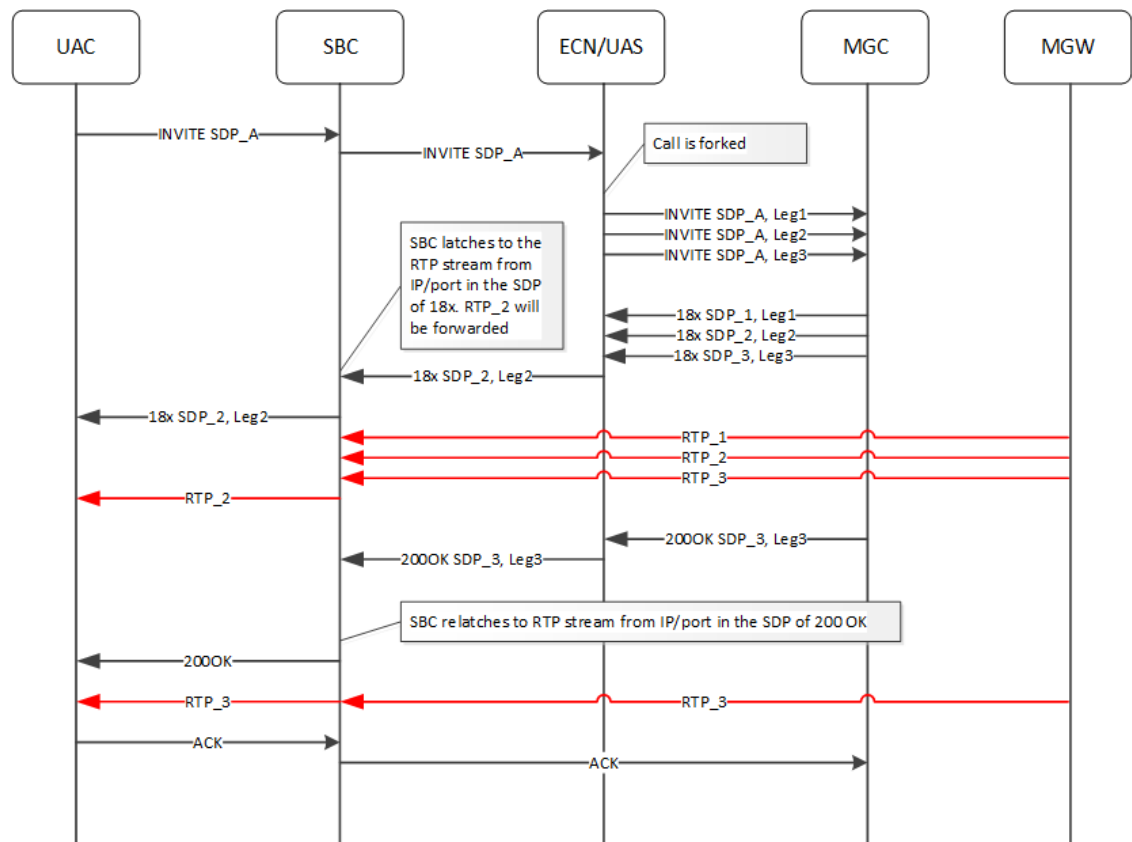 UAC
SBC
ECN/UAS
MGC
MGW
INVITE SDP_A
INVITE SDP_A
Call is forked
INVITE SDP_A, Leg1
INVITE SDP_A, Leg2
INVITE SDP_A, Leg3
SBC latches to the
RTP stream from
IP/port in the SDP
of 18x. RTP_2 will
be forwarded
18x SDP_1, Leg1
18x SDP_2, Leg2
18x SDP_3, Leg3
18x SDP_2, Leg2
18x SDP_2, Leg2
RTP_1
RTP_2
RTP_3
RTP_2
200OK SDP_3, Leg3
200OK SDP_3, Leg3
SBC relatches to RTP stream from IP/port in the SDP of 200 OK
200OK
RTP_3
RTP_3
ACK
ACK